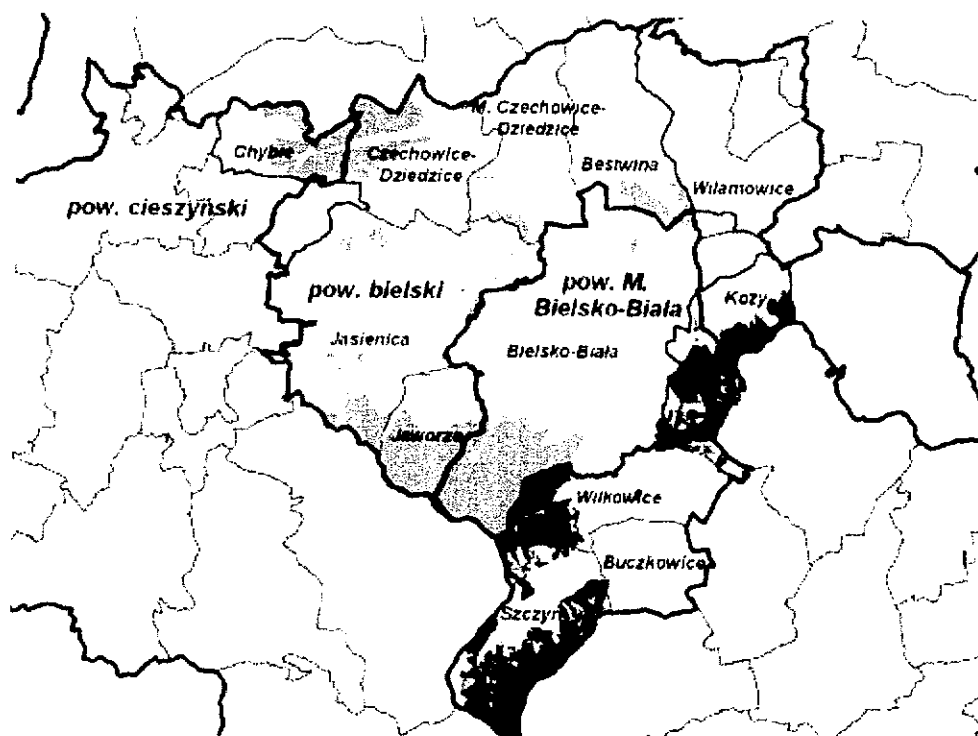 M. Czechowice-
Dziedzice
Chybie
Czechowice-
Dziedzice
Bestwina
Wilamowice
pow. cieszyński
pow. bielski
pow. M.
Bielsko-Biała
Kozy
Jasienica
Bielsko-Biała
Jaworze
Wilkowice
Buczkowice
Szczyrk